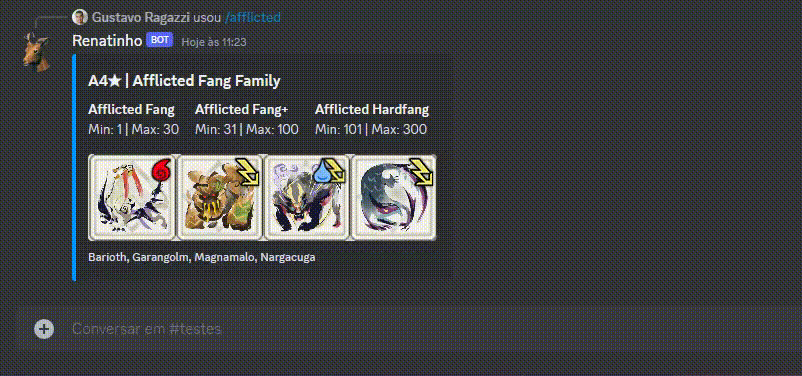 Gustavo Ragazzi usou /afflicted
Renatinho BOT Hoje às 11:23
A4★ | Afflicted Fang Family
Afflicted Fang Afflicted Fang+ Afflicted Hardfang
Min: 1 | Max: 30 Min: 31 | Max: 100 Min: 101 | Max: 300
Barioth, Garangolm, Magnamalo, Nargacuga
Conversar em #testes